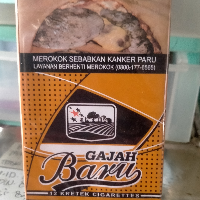 MEROKOK SEBABKAN KANKER PARU
LAYANAN BERHENTI MEROKOK (0800-177-6565)
GAJAH
Baru
12 KRETEK CIGARETTES